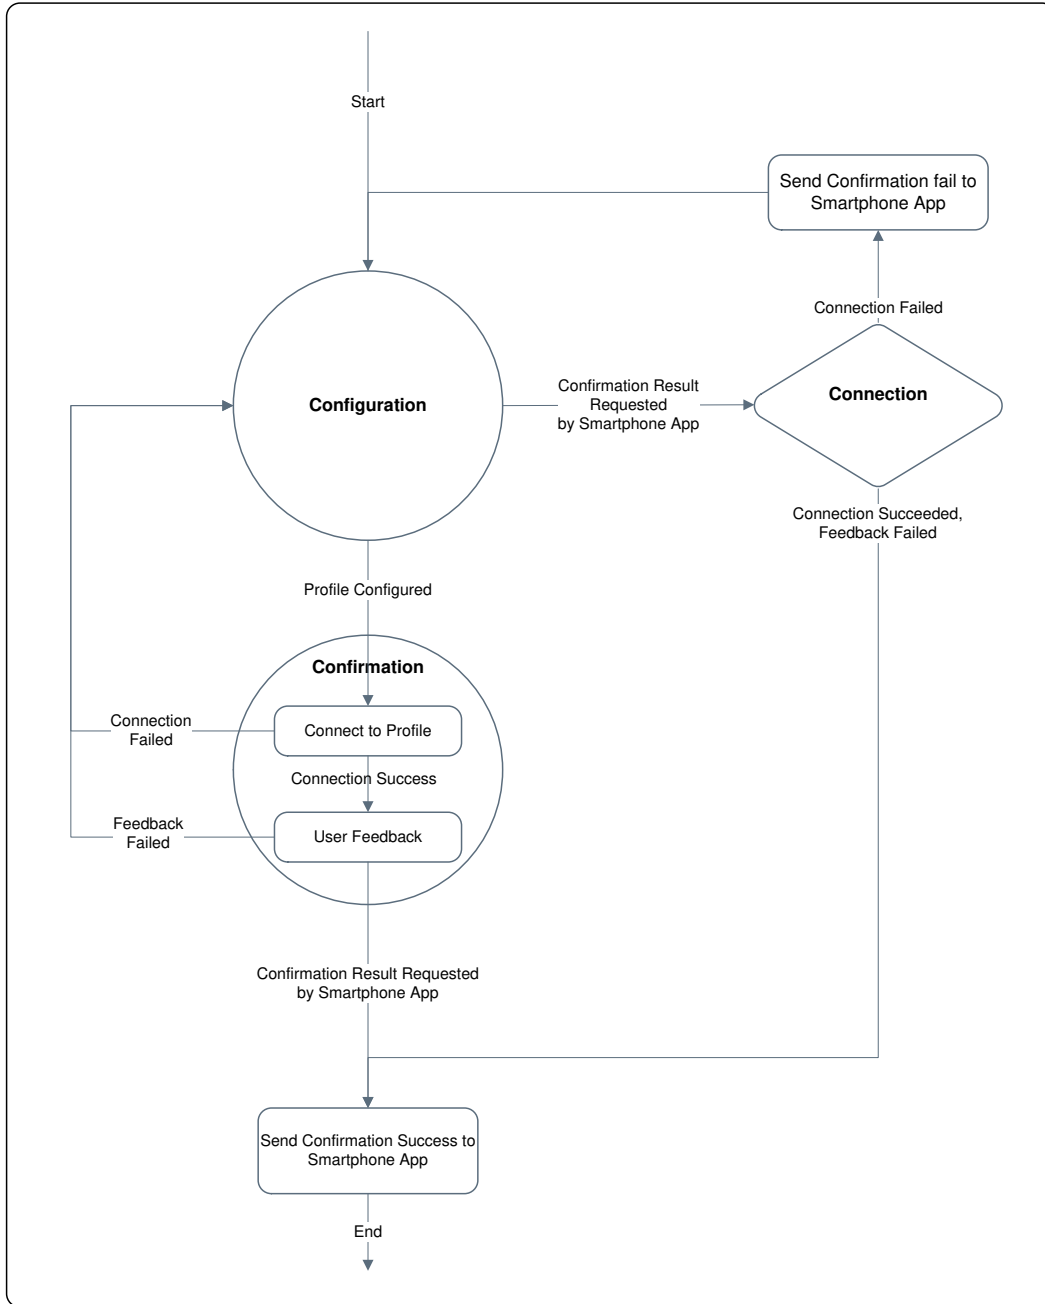 Start
Send Confirmation fail to
Smartphone App
Connection Failed
Configuration
Confirmation Result
Requested
by Smartphone App
Connection
Connection Succeeded,
Feedback Failed
Profile Configured
Confirmation
Connection
Failed
Connect to Profile
Connection Success
Feedback
Failed
User Feedback
Confirmation Result Requested
by Smartphone App
Send Confirmation Success to
Smartphone App
End